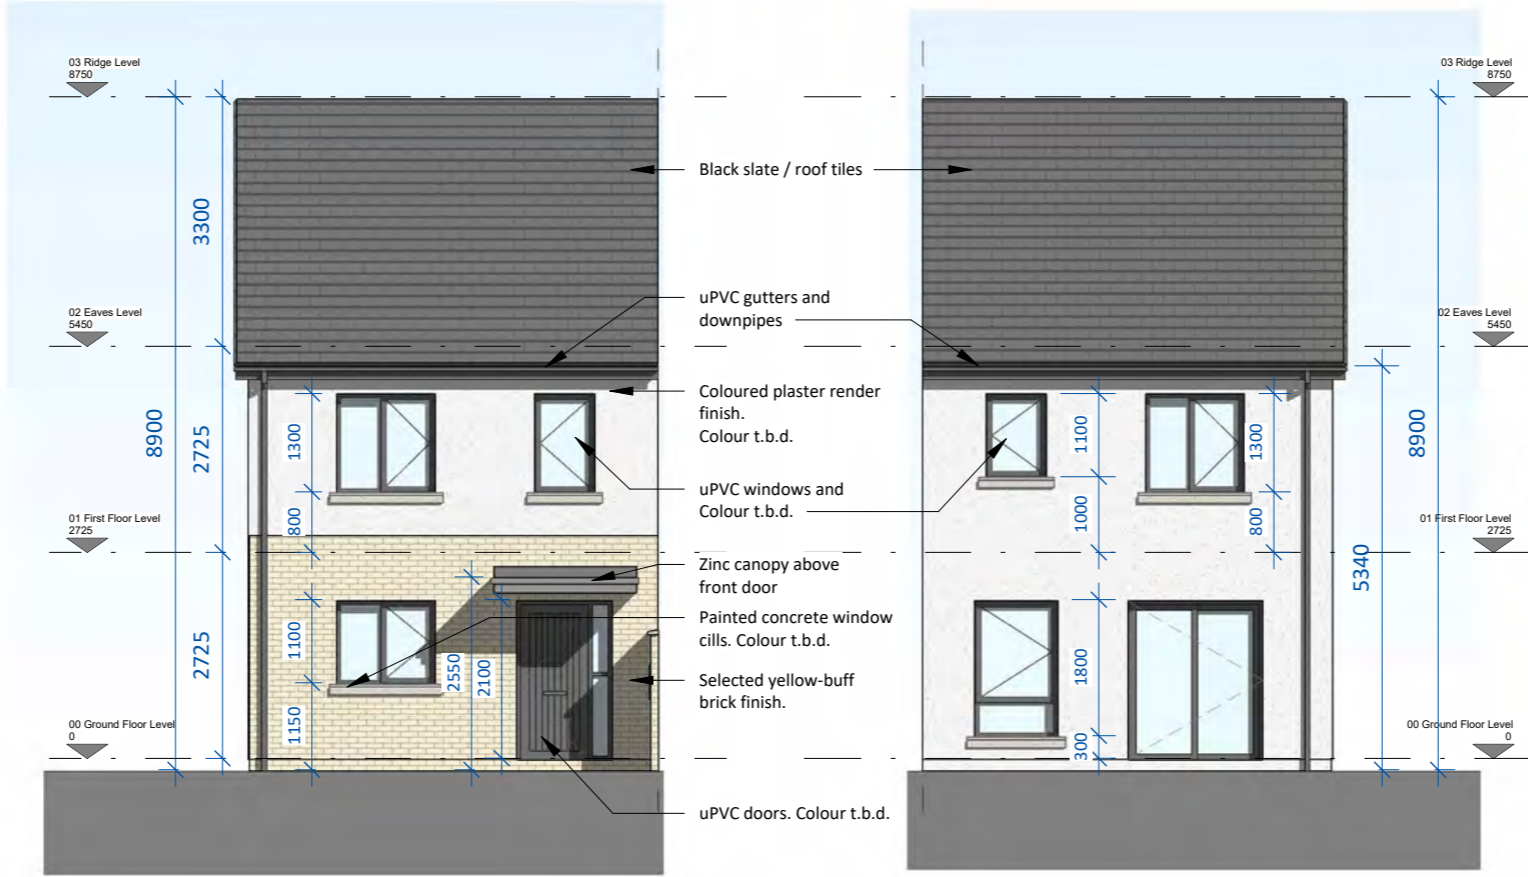 03 Ridge Level
8750
3300
02 Eaves Level
5450
8900
2725
1300
800
01 First Floor Level
2725
2725
1100
1150
2550
2100
00 Ground Floor Level
0
Black slate / roof tiles
uPVC gutters and
downpipes
Coloured plaster render
finish.
Colour t.b.d.
uPVC windows and
Colour t.b.d.
Zinc canopy above
front door
Painted concrete window
cills. Colour t.b.d.
Selected yellow-buff
brick finish.
uPVC doors. Colour t.b.d.
03 Ridge Level
8750
02 Eaves Level
5450
1100
1300
8900
1000
800
01 First Floor Level
2725
5340
1800
300
00 Ground Floor Level
0